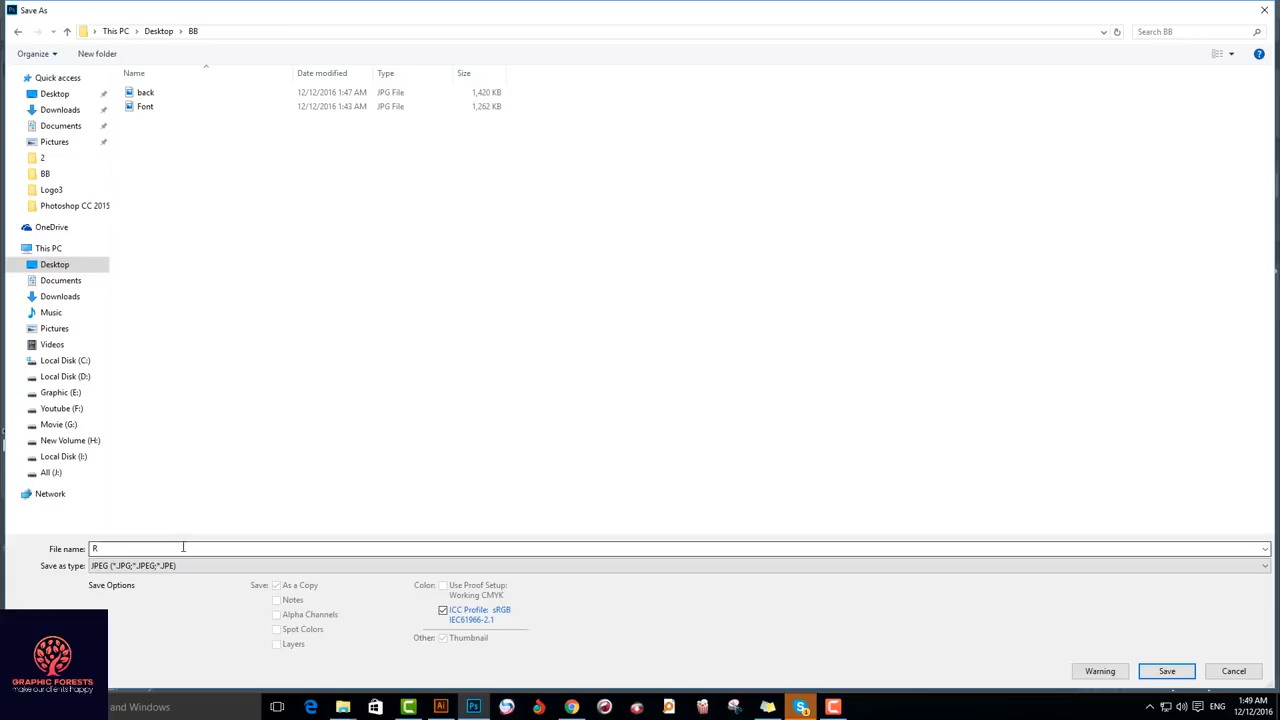 Save As
This PC > Desktop > BB
Search BB
Organize
New folder
Name
Date modified
Type
Size
back
12/12/2016 1:47 AM
JPG File
1,420 KB
Font
12/12/2016 1:43 AM
JPG File
1,262 KB
Quick access
Desktop
Downloads
Documents
Pictures
2
BB
Logo3
Photoshop CC 2015
OneDrive
This PC
Desktop
Documents
Downloads
Music
Pictures
Videos
Local Disk (C:)
Local Disk (D:)
Graphic (E:)
Youtube (F:)
Movie (G:)
New Volume (H:)
Local Disk (I:)
All (J:)
Network
File name: R
Save as type: JPEG (*.JPG;*.JPEG;*.JPE)
Save Options
Save: As a Copy
Notes
Alpha Channels
Spot Colors
Layers
Color: Use Proof Setup:
Working CMYK
ICC Profile: sRGB
IEC61966-2.1
Other: Thumbnail
Warning
Save
Cancel
GRAPHIC FORESTS
make our clients happy
and Windows
ENG
1:49 AM
12/12/2016